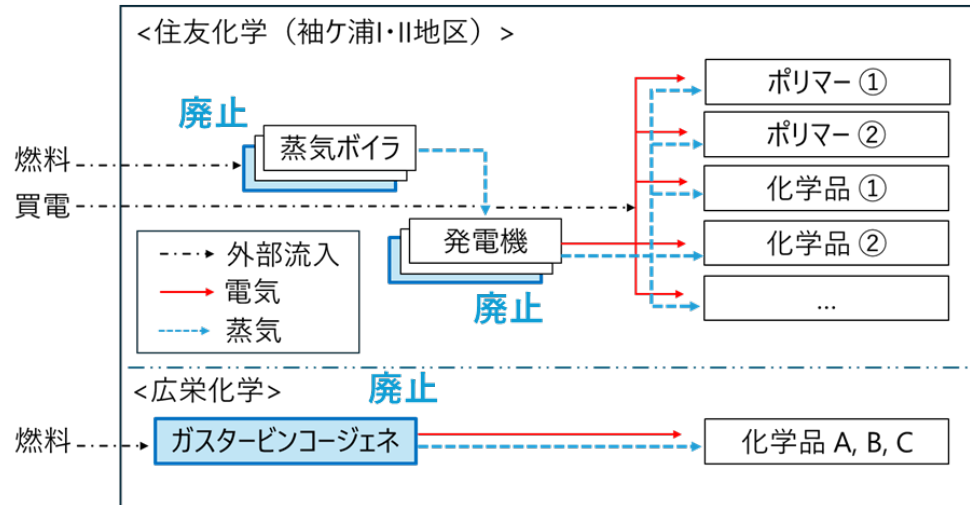 <住友化学（袖ケ浦I･II地区）>
廃止
ポリマー ①
蒸気ボイラ
ポリマー ②
燃料
化学品 ①
買電
発電機
化学品 ②
外部流入
電気
廃止
...
蒸気
<広栄化学>
廃止
燃料
ガスタービンコージェネ
化学品 A, B, C